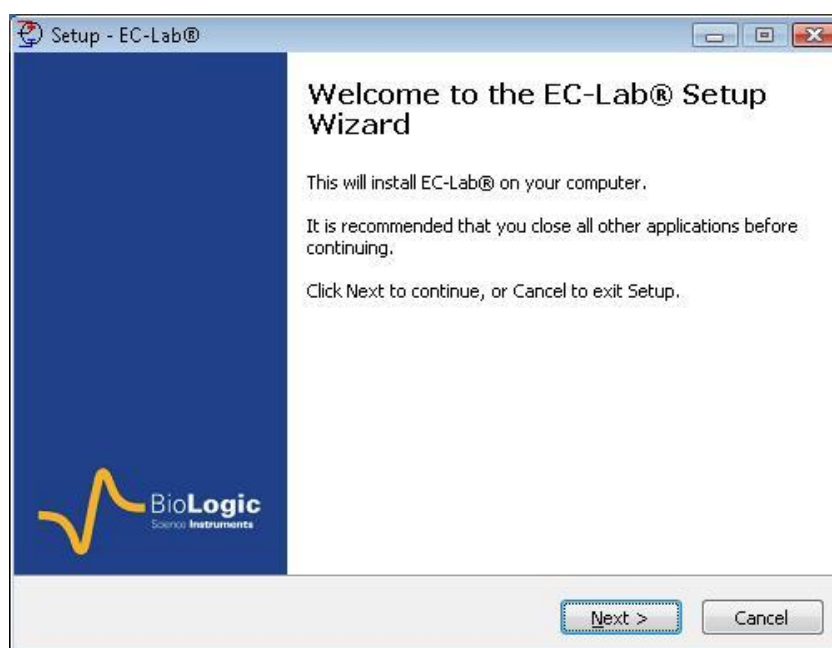 Setup - EC-Lab®
Welcome to the EC-Lab® Setup
Wizard
This will install EC-Lab® on your computer.
It is recommended that you close all other applications before
continuing.
Click Next to continue, or Cancel to exit Setup.
BioLogic
Science Instruments
Next >
Cancel